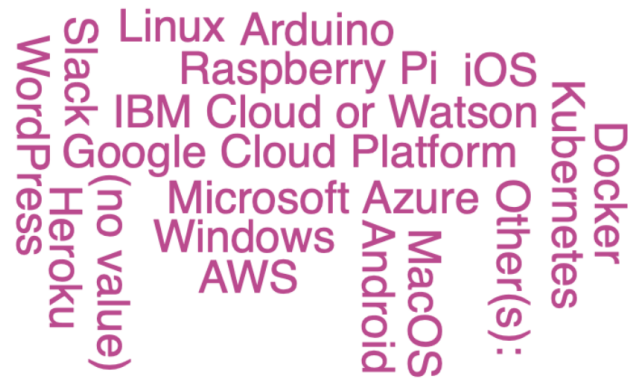 Linux
Arduino
Raspberry Pi
iOS
IBM Cloud or Watson
Google Cloud Platform
Microsoft Azure
Windows
AWS
Slack
WordPress
Heroku
(no value)
Android
MacOS
Other(s):
Kubernetes
Docker